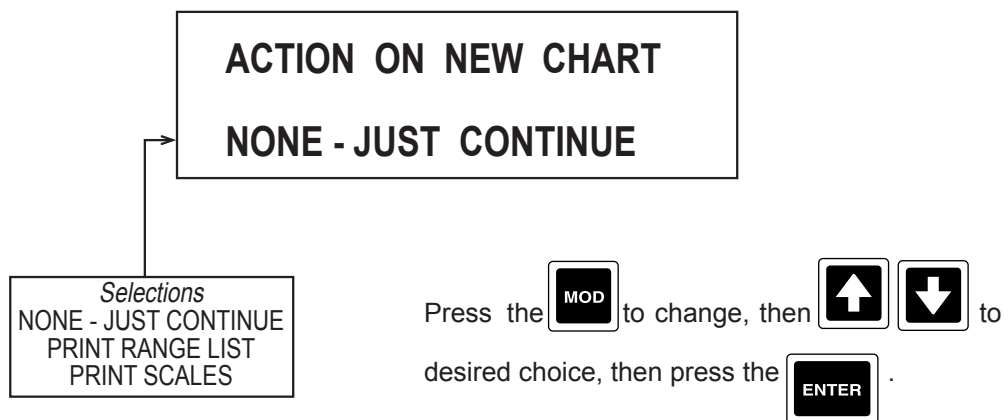 ACTION ON NEW CHART
NONE - JUST CONTINUE
Selections
NONE - JUST CONTINUE
PRINT RANGE LIST
PRINT SCALES
Press the MOD to change, then to
desired choice, then press the ENTER .